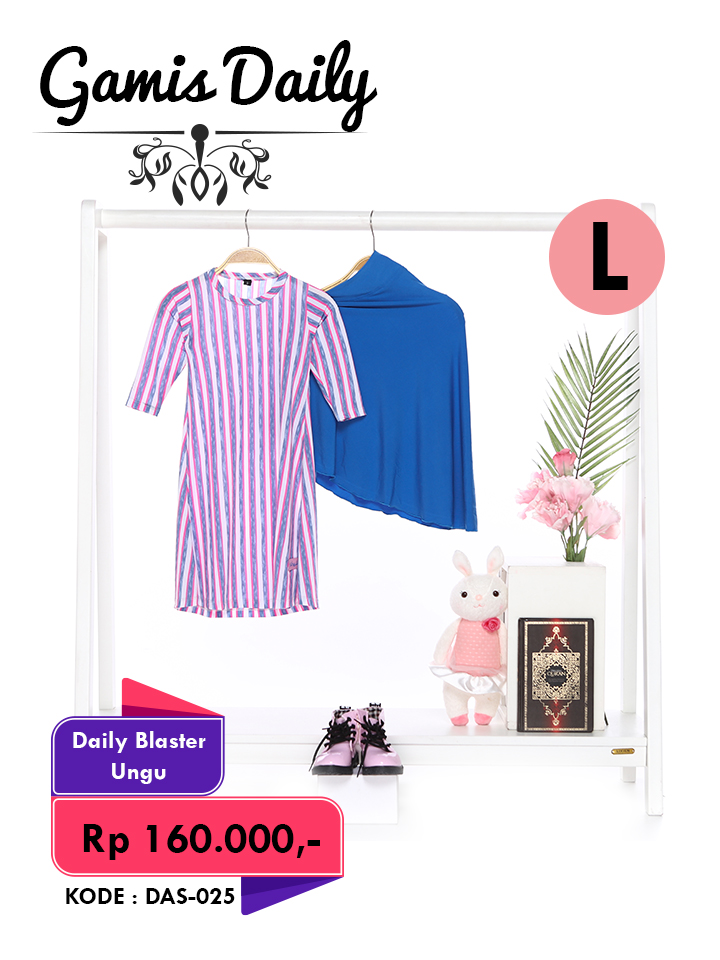 Gamis Daily
L
Daily Blaster
Ungu
Rp 160.000,-
KODE : DAS-025